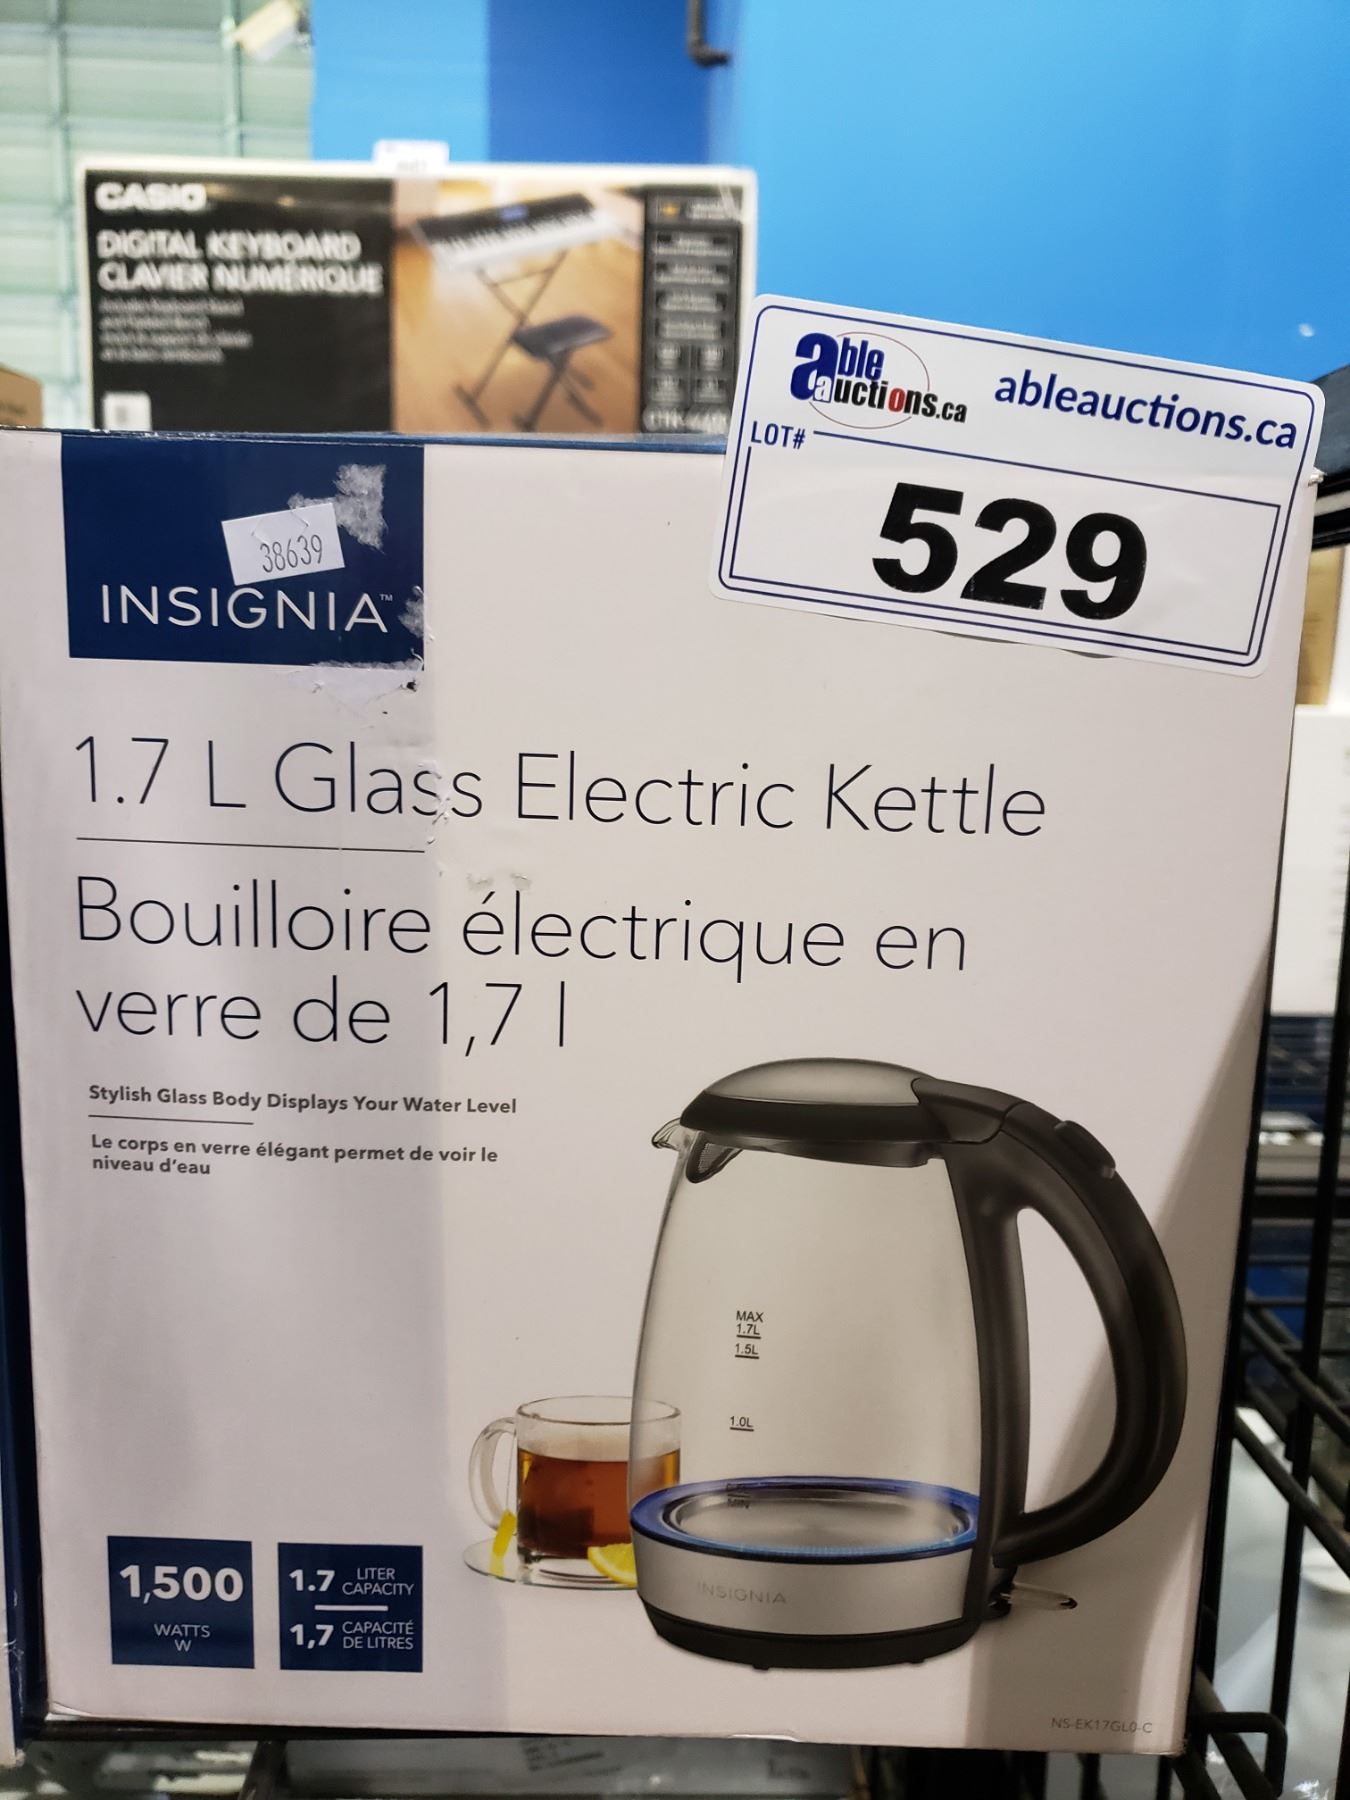 CASIO
DIGITAL KEYBOARD
CLAVIER NUMÉRIQUE
able
auctions.ca
ableauctions.ca
LOT#
529
38639
INSIGNIA™
1.7 L Glass Electric Kettle
Bouilloire électrique en
verre de 1,7 l
Stylish Glass Body Displays Your Water Level
Le corps en verre élégant permet de voir le
niveau d'eau
MAX
1.7L
1.5L
1.0L
MIN
INSIGNIA
1,500
WATTS
W
1.7 LITER CAPACITY
1,7 CAPACITÉ DE LITRES
NS-EK17GL0-C